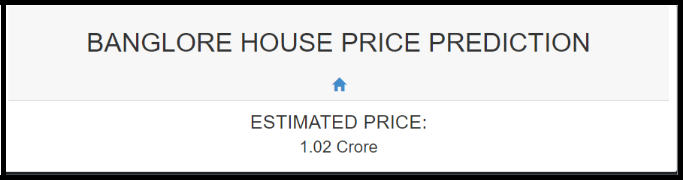 BANGLORE HOUSE PRICE PREDICTION
ESTIMATED PRICE:
1.02 Crore